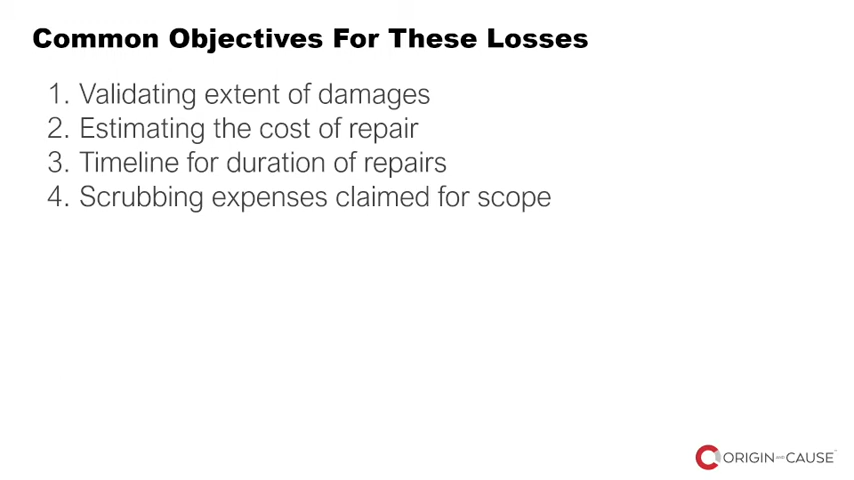 Common Objectives For These Losses
1. Validating extent of damages
2. Estimating the cost of repair
3. Timeline for duration of repairs
4. Scrubbing expenses claimed for scope
ORIGIN AND CAUSE